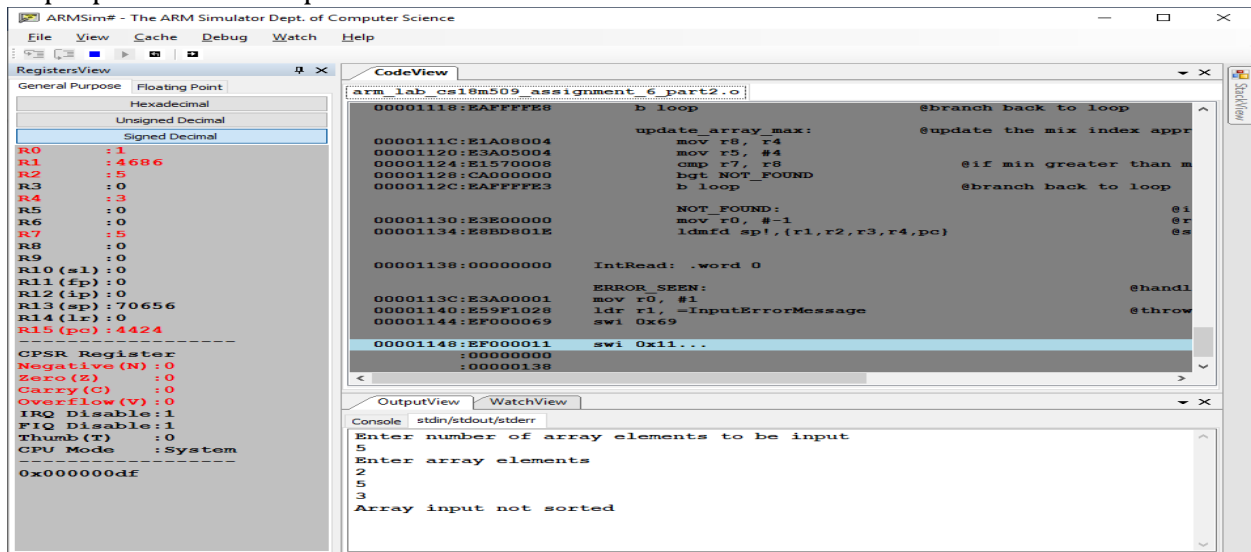 ARMSim# - The ARM Simulator Dept. of Computer Science
File View Cache Debug Watch Help
RegistersView
General Purpose Floating Point
Hexadecimal
Unsigned Decimal
Signed Decimal
R0 :1
R1 :4686
R2 :5
R3 :0
R4 :3
R5 :0
R6 :0
R7 :5
R8 :0
R9 :0
R10(sl):0
R11(fp):0
R12(ip):0
R13(sp):70656
R14(lr):0
R15(pc):4424
CPSR Register
Negative(N):0
Zero(Z) :0
Carry(C) :0
Overflow(V):0
IRQ Disable:1
FIQ Disable:1
Thumb(T) :0
CPU Mode :System
0x000000df
CodeView
arm_lab_cs18m509_assignment_6_part2.o
00001118:EAFFFFE8 b loop @branch back to loop
update_array_max: @update the mix index appr
0000111C:E1A08004 mov r8, r4
00001120:E3A05004 mov r5, #4
00001124:E1570008 cmp r7, r8 @if min greater than m
00001128:CA000000 bgt NOT_FOUND
0000112C:EAFFFFE3 b loop @branch back to loop
NOT_FOUND: @i
00001130:E3E00000 mov r0, #-1 @r
00001134:E8BD801E ldmfd sp!,{r1,r2,r3,r4,pc} @s
00001138:00000000 IntRead: .word 0
ERROR_SEEN: @handl
0000113C:E3A00001 mov r0, #1
00001140:E59F1028 ldr r1, =InputErrorMessage @throw
00001144:EF000069 swi 0x69
00001148:EF000011 swi 0x11...
:00000000
:00000138
OutputView WatchView
Console stdin/stdout/stderr
Enter number of array elements to be input
5
Enter array elements
2
5
3
Array input not sorted
StackView